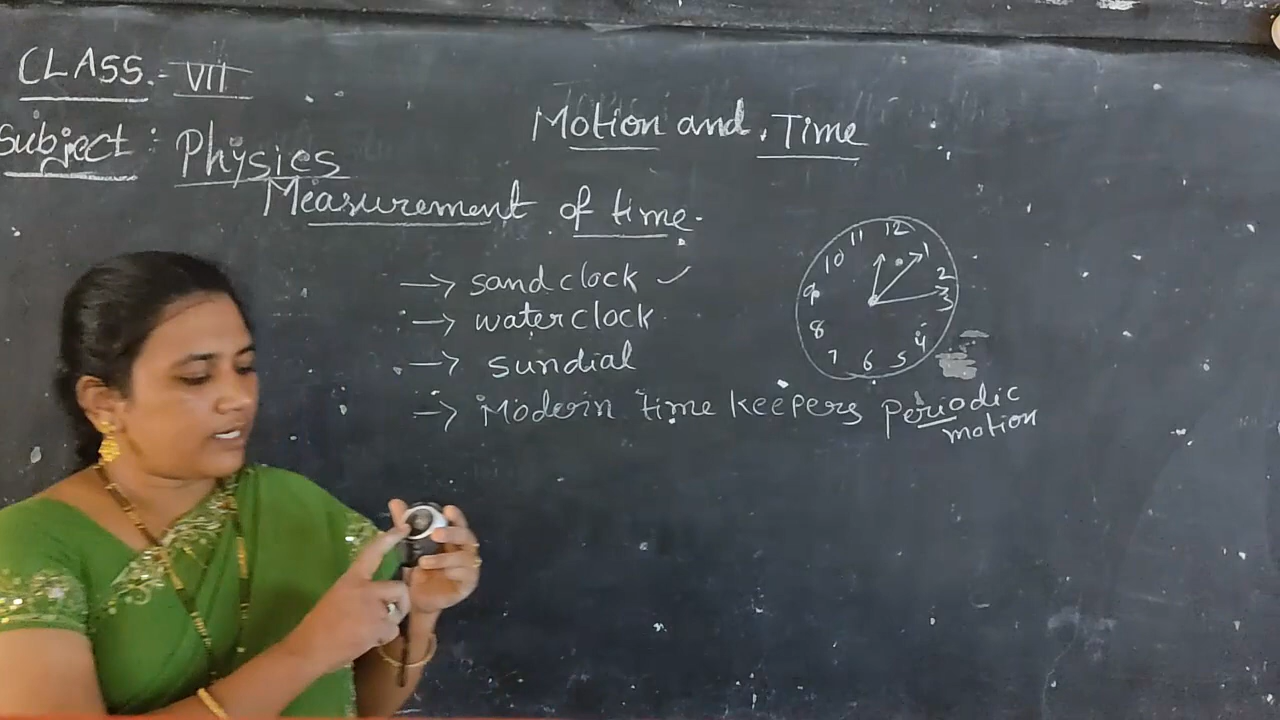 CLASS.- VII
Subject : Physics
Motion and Time
Measurement of time.
→ sand clock ✓
→ water clock
→ sundial
→ Modern time keepers Periodic
motion
12
1
2
3
4
5
6
7
8
9
10
11